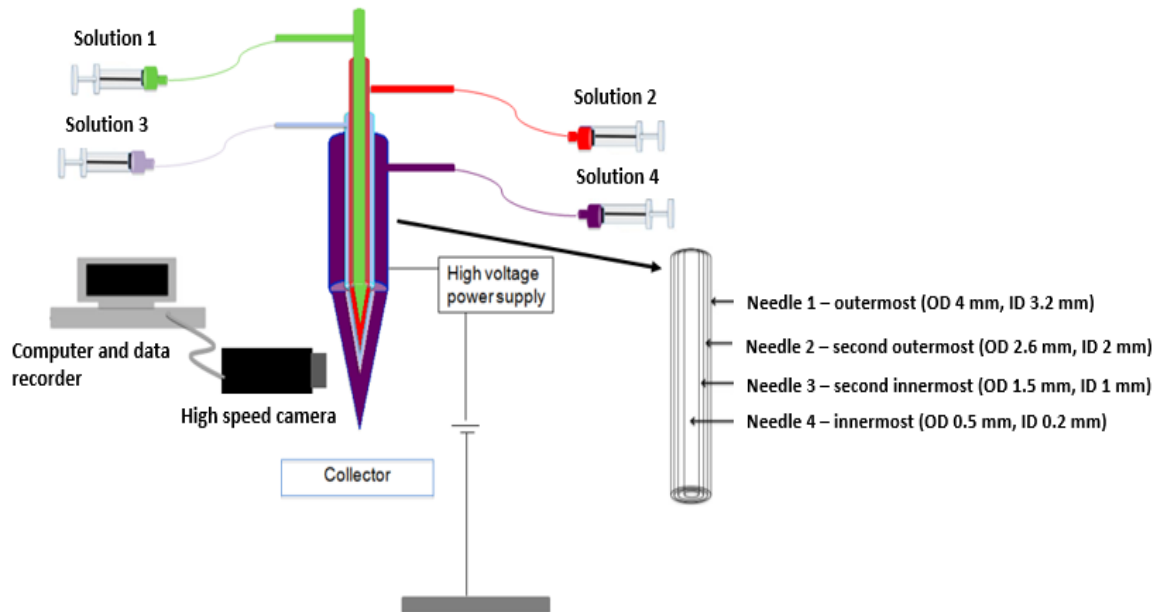 Solution 1
Solution 2
Solution 3
Solution 4
High voltage
power supply
Computer and data
recorder
High speed camera
Collector
Needle 1 – outermost (OD 4 mm, ID 3.2 mm)
Needle 2 – second outermost (OD 2.6 mm, ID 2 mm)
Needle 3 – second innermost (OD 1.5 mm, ID 1 mm)
Needle 4 – innermost (OD 0.5 mm, ID 0.2 mm)